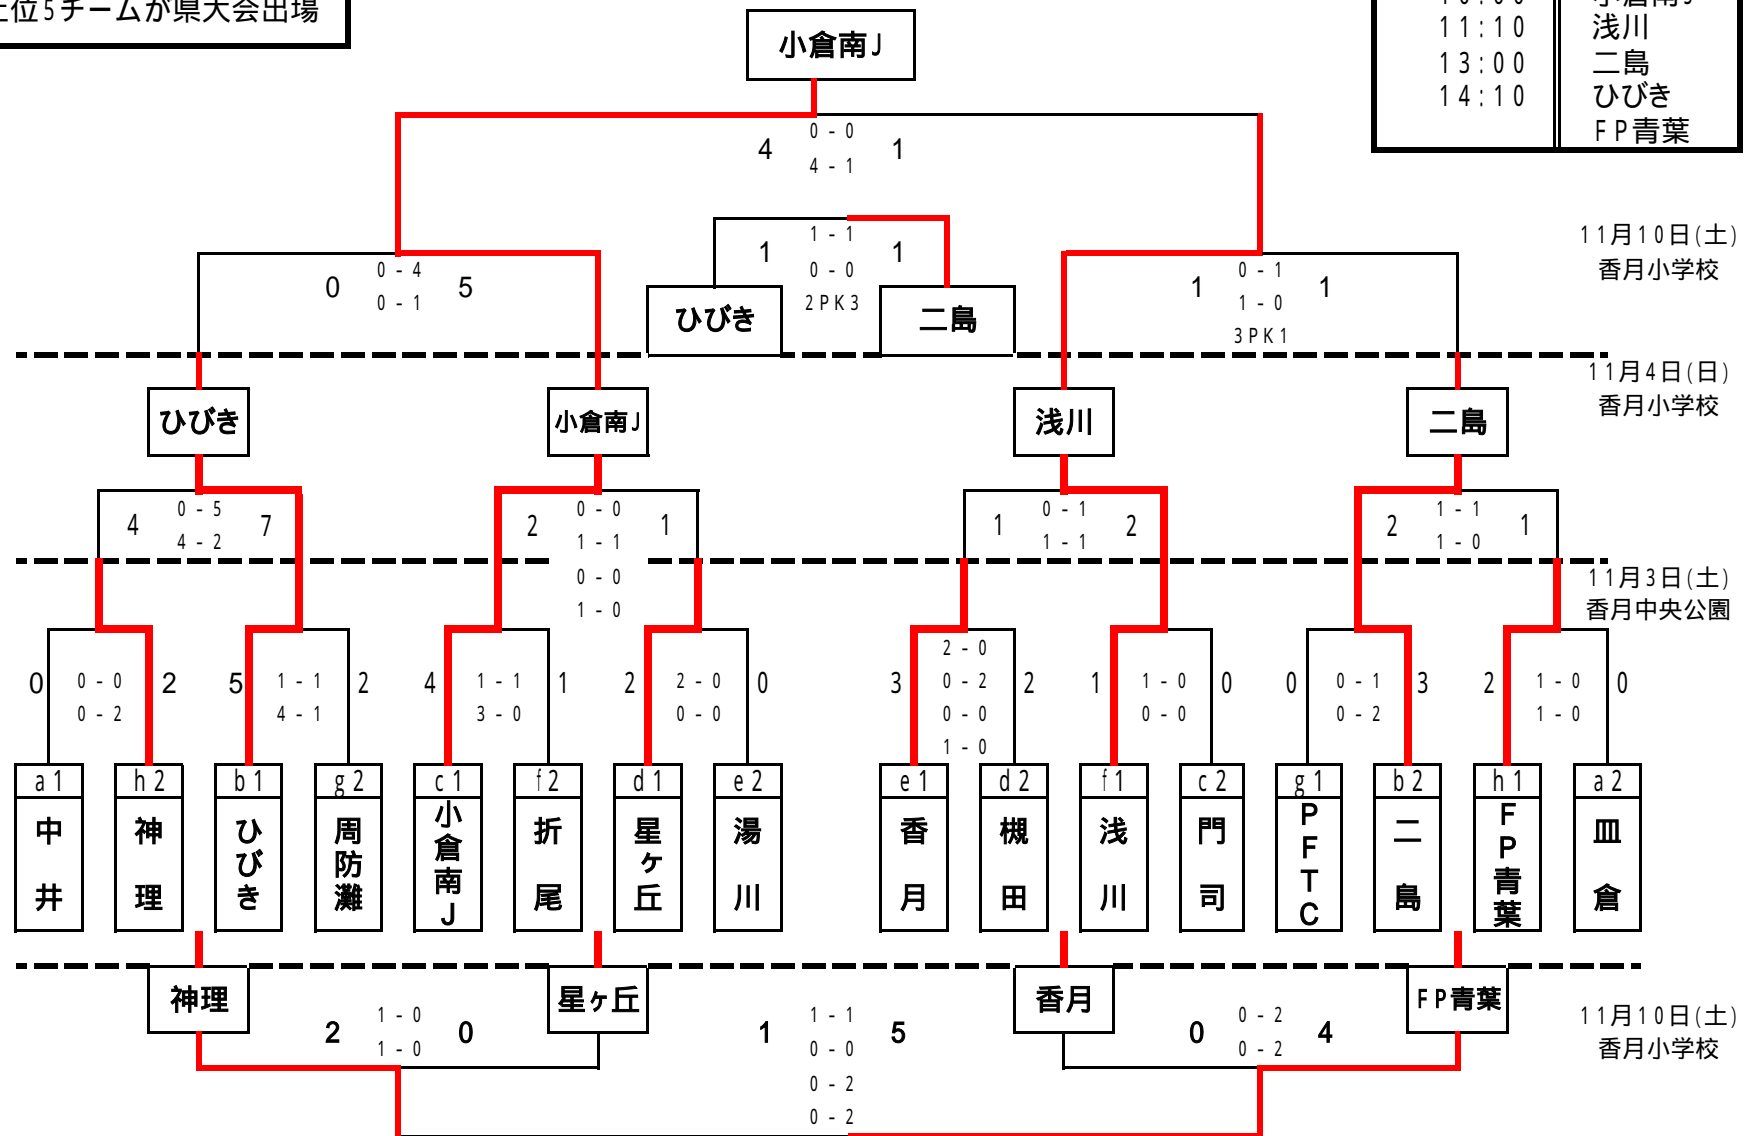 上位5チームが県大会出場
小倉南J
10:00 小倉南J
11:10 浅川
13:00 二島
14:10 ひびき
FP青葉
0-0
4 1
4-1
11月10日(土)
香月小学校
1-1
1 1
0-0
2PK3
ひびき 二島
0-4
0 5
0-1
0-1
1 1
1-0
3PK1
11月4日(日)
香月小学校
ひびき 小倉南J 浅川 二島
0-5
4 7
4-2
0-0
2 1
1-1
0-0
1-0
0-1
1 2
1-1
1-1
2 1
1-0
11月3日(土)
香月中央公園
0 0-0 2
0-2
5 1-1 2
4-1
4 1-1 1
3-0
2 2-0 0
0-0
2-0
3 0-2 2
0-0
1-0
1 1-0 0
0-0
0 0-1 3
0-2
2 1-0 0
1-0
a1 h2 b1 g2 c1 f2 d1 e2 e1 d2 f1 c2 g1 b2 h1 a2
中井
神理
ひびき
周防灘
小倉南J
折尾
星ヶ丘
湯川
香月
槻田
浅川
門司
PFTC
二島
FP青葉
皿倉
神理 星ヶ丘 香月 FP青葉
1-0
2 0
1-0
1-1
1 5
0-0
0-2
0-2
0-2
0 4
0-2
11月10日(土)
香月小学校